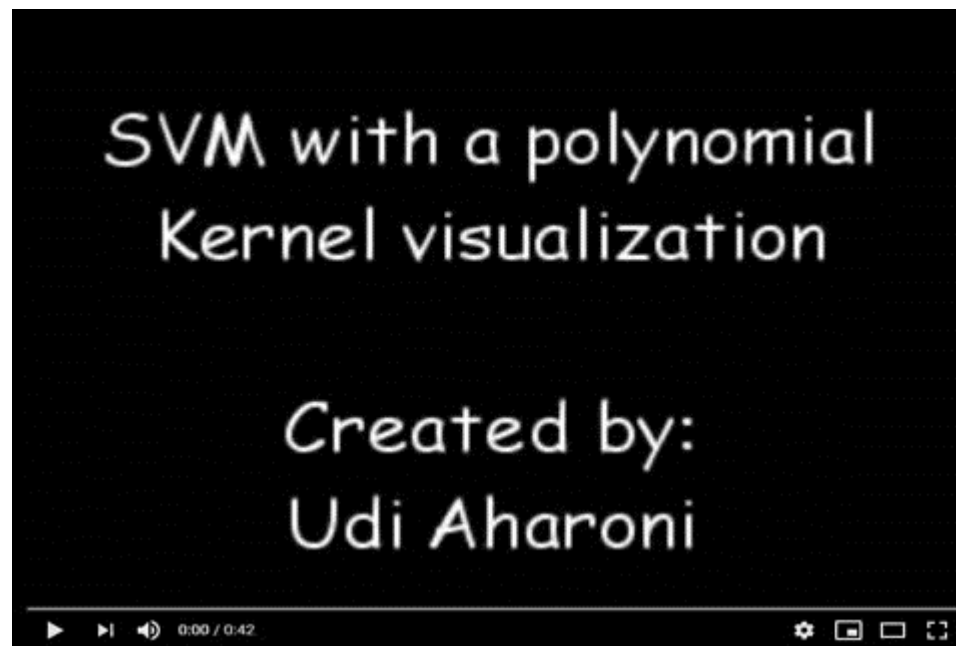 SVM with a polynomial
Kernel visualization
Created by:
Udi Aharoni
0:00 / 0:42